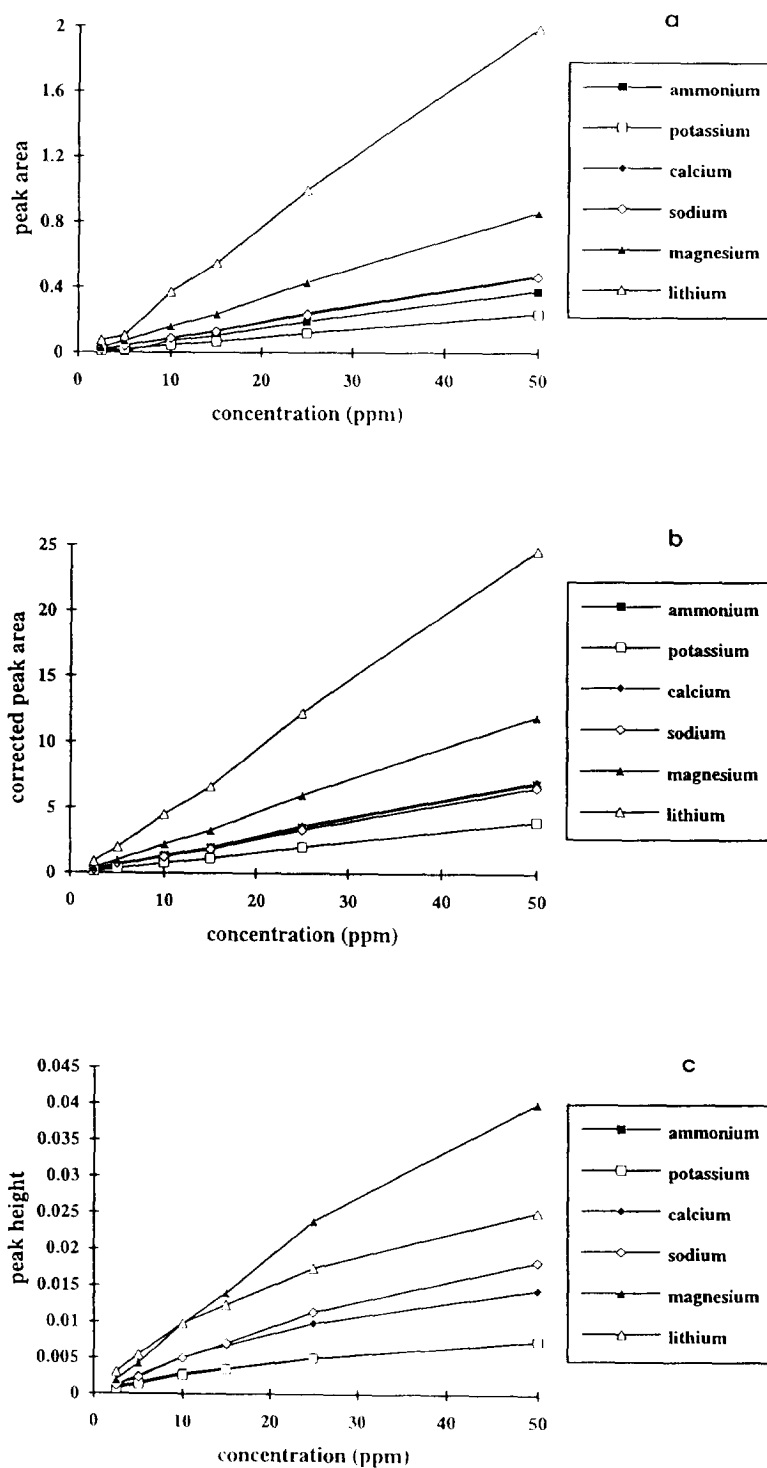 a
2
1.6
1.2
0.8
0.4
0
peak area
0 10 20 30 40 50
concentration (ppm)
ammonium
potassium
calcium
sodium
magnesium
lithium
b
25
20
15
10
5
0
corrected peak area
0 10 20 30 40 50
concentration (ppm)
ammonium
potassium
calcium
sodium
magnesium
lithium
c
0.045
0.04
0.035
0.03
0.025
0.02
0.015
0.01
0.005
0
peak height
0 10 20 30 40 50
concentration (ppm)
ammonium
potassium
calcium
sodium
magnesium
lithium